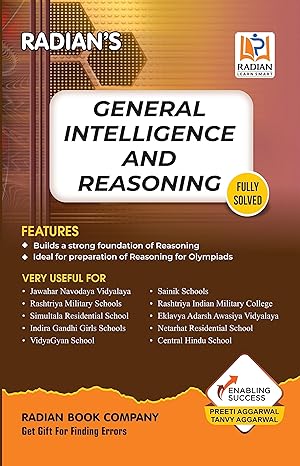 RADIAN'S
RADIAN
LEARN SMART
GENERAL
INTELLIGENCE
AND
REASONING
FULLY
SOLVED
FEATURES
Builds a strong foundation of Reasoning
Ideal for preparation of Reasoning for Olympiads
VERY USEFUL FOR
Jawahar Navodaya Vidyalaya
Rashtriya Military Schools
Simultala Residential School
Indira Gandhi Girls Schools
VidyaGyan School
Sainik Schools
Rashtriya Indian Military College
Eklavya Adarsh Awasiya Vidyalaya
Netarhat Residential School
Central Hindu School
ENABLING
SUCCESS
PREETI AGGARWAL
TANVY AGGARWAL
RADIAN BOOK COMPANY
Get Gift For Finding Errors